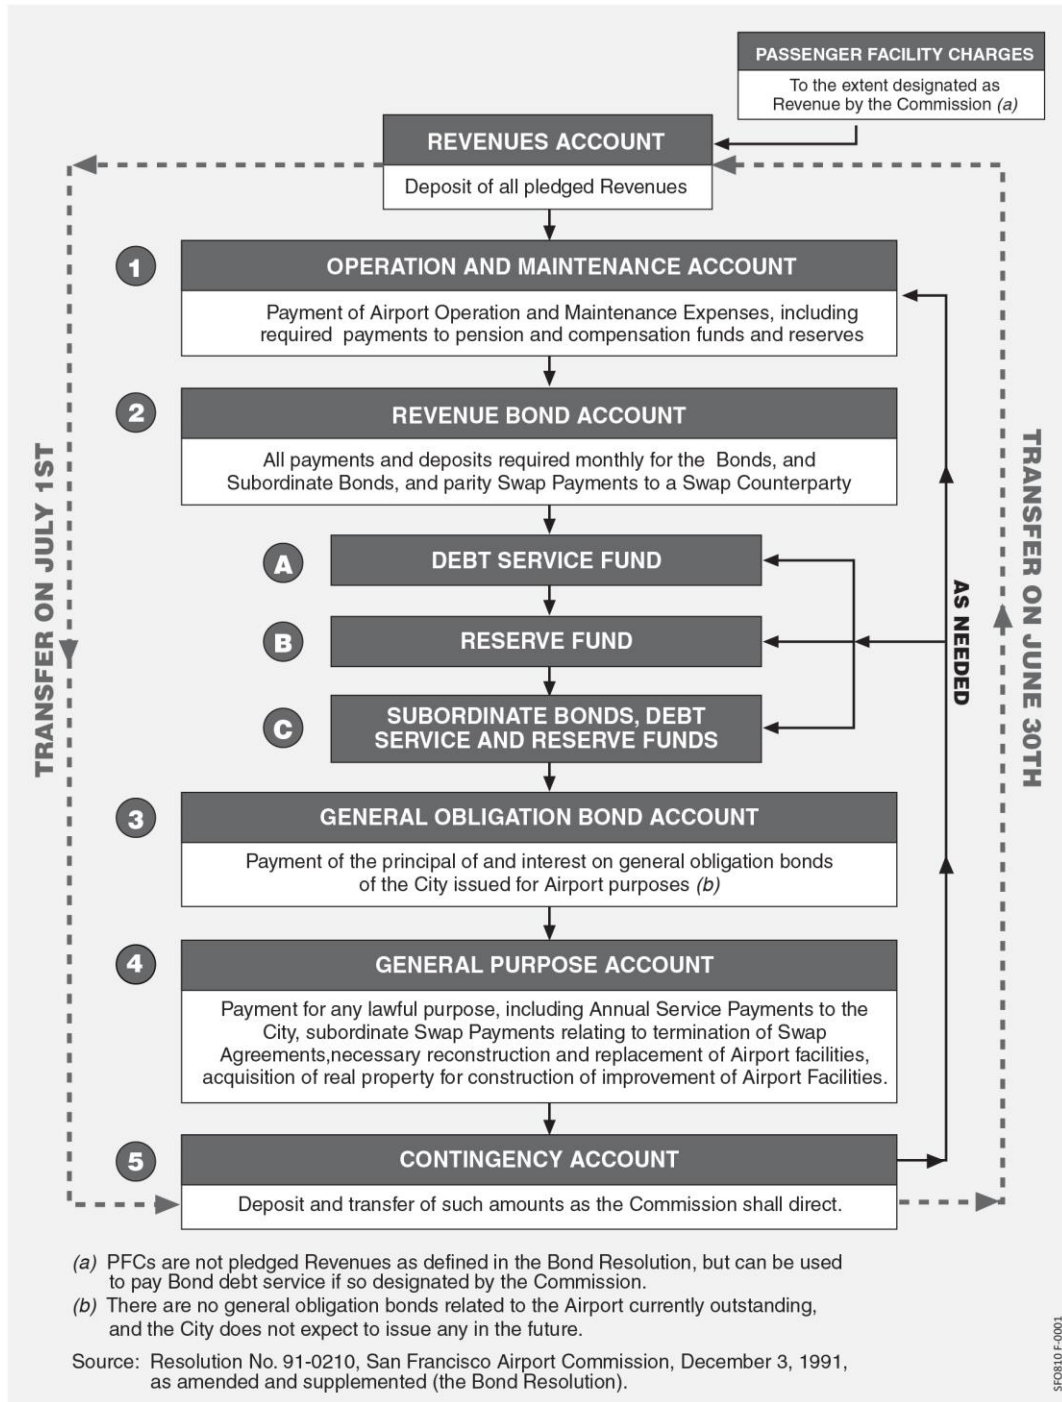 PASSENGER FACILITY CHARGES
To the extent designated as
Revenue by the Commission (a)
REVENUES ACCOUNT
Deposit of all pledged Revenues
1
OPERATION AND MAINTENANCE ACCOUNT
Payment of Airport Operation and Maintenance Expenses, including
required payments to pension and compensation funds and reserves
2
REVENUE BOND ACCOUNT
All payments and deposits required monthly for the Bonds, and
Subordinate Bonds, and parity Swap Payments to a Swap Counterparty
A
DEBT SERVICE FUND
B
RESERVE FUND
C
SUBORDINATE BONDS, DEBT
SERVICE AND RESERVE FUNDS
3
GENERAL OBLIGATION BOND ACCOUNT
Payment of the principal of and interest on general obligation bonds
of the City issued for Airport purposes (b)
4
GENERAL PURPOSE ACCOUNT
Payment for any lawful purpose, including Annual Service Payments to the
City, subordinate Swap Payments relating to termination of Swap
Agreements,necessary reconstruction and replacement of Airport facilities,
acquisition of real property for construction of improvement of Airport Facilities.
5
CONTINGENCY ACCOUNT
Deposit and transfer of such amounts as the Commission shall direct.
TRANSFER ON JULY 1ST
AS NEEDED
TRANSFER ON JUNE 30TH
(a) PFCs are not pledged Revenues as defined in the Bond Resolution, but can be used
to pay Bond debt service if so designated by the Commission.
(b) There are no general obligation bonds related to the Airport currently outstanding,
and the City does not expect to issue any in the future.
Source: Resolution No. 91-0210, San Francisco Airport Commission, December 3, 1991,
as amended and supplemented (the Bond Resolution).
SFO810 F-0001